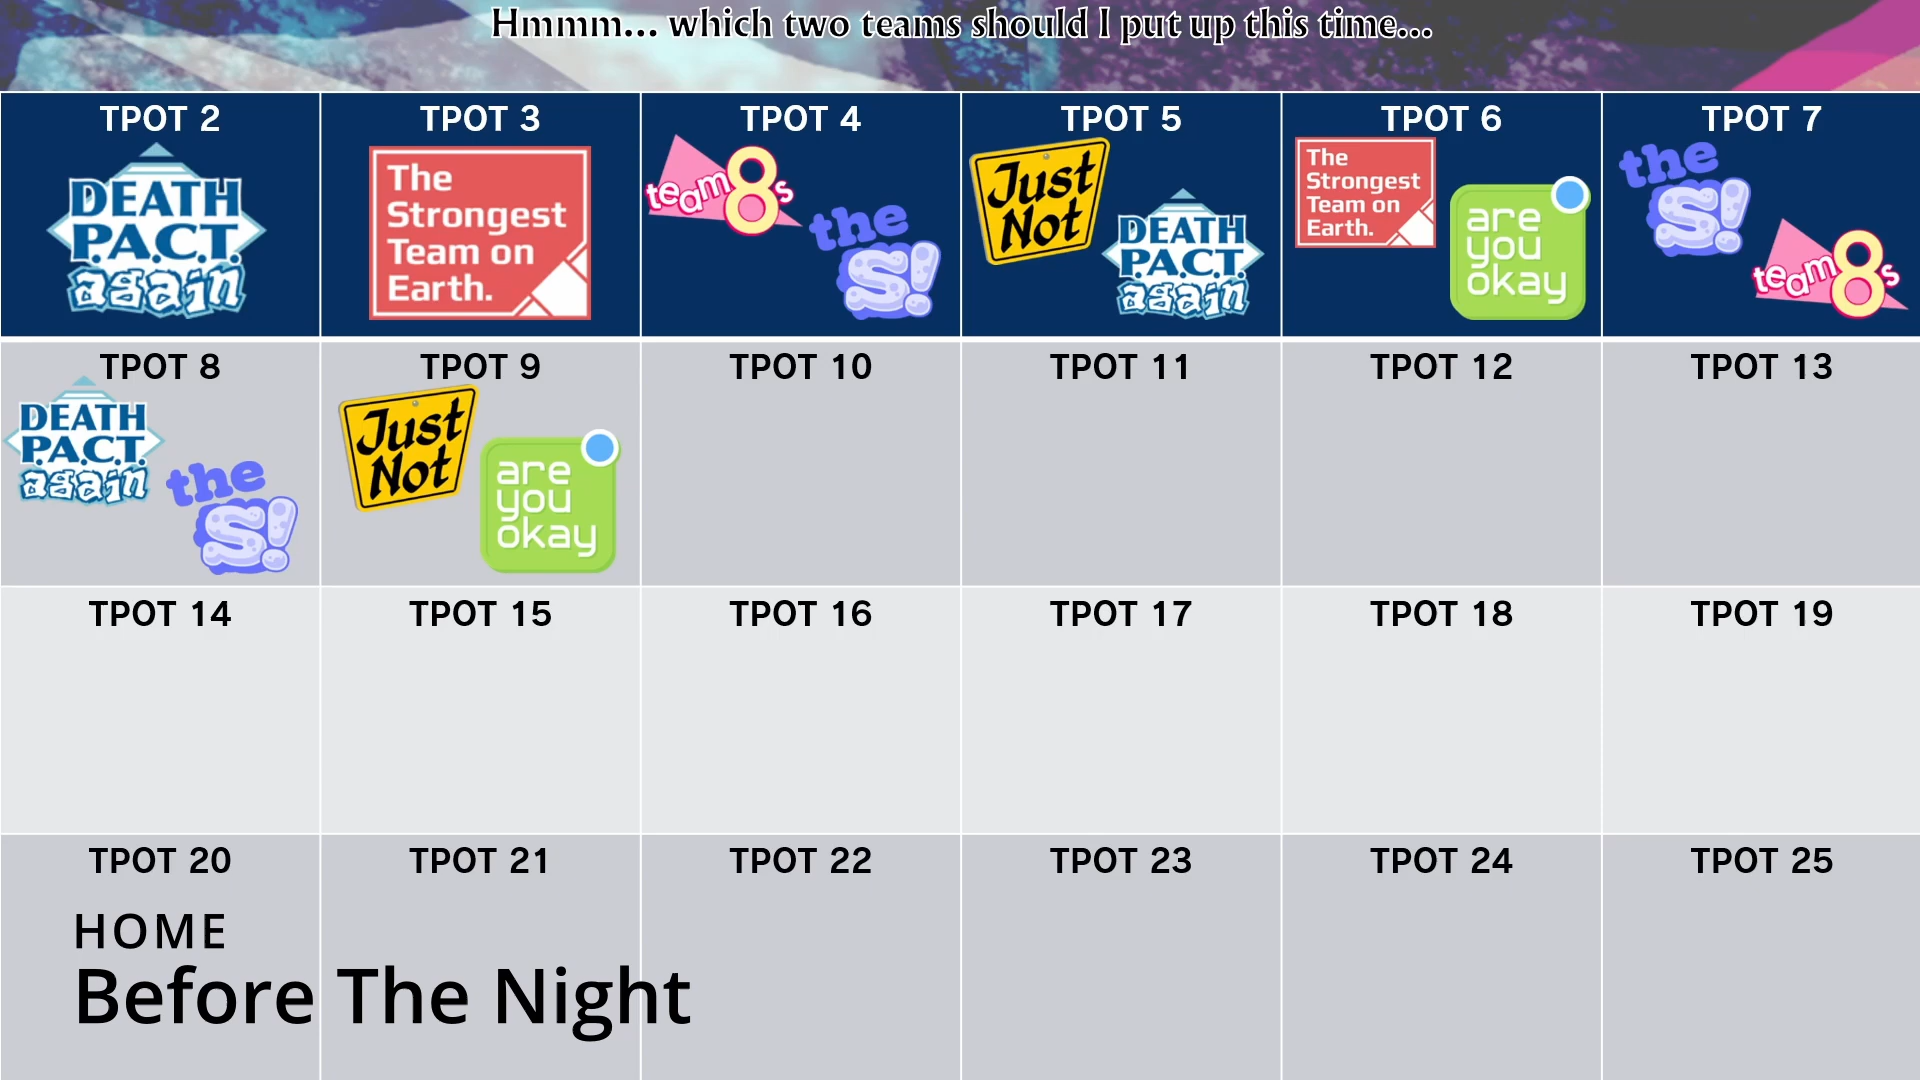 Hmmm... which two teams should I put up this time...
TPOT 2
TPOT 3
TPOT 4
TPOT 5
TPOT 6
TPOT 7
DEATH
P.A.C.T.
again
The
Strongest
Team on
Earth.
team8s
the
S!
Just
Not
DEATH
P.A.C.T.
again
The
Strongest
Team on
Earth.
are
you
okay
the
S!
team8s
TPOT 8
TPOT 9
TPOT 10
TPOT 11
TPOT 12
TPOT 13
DEATH
P.A.C.T.
again
the
S!
Just
Not
are
you
okay
TPOT 14
TPOT 15
TPOT 16
TPOT 17
TPOT 18
TPOT 19
TPOT 20
TPOT 21
TPOT 22
TPOT 23
TPOT 24
TPOT 25
HOME
Before The Night